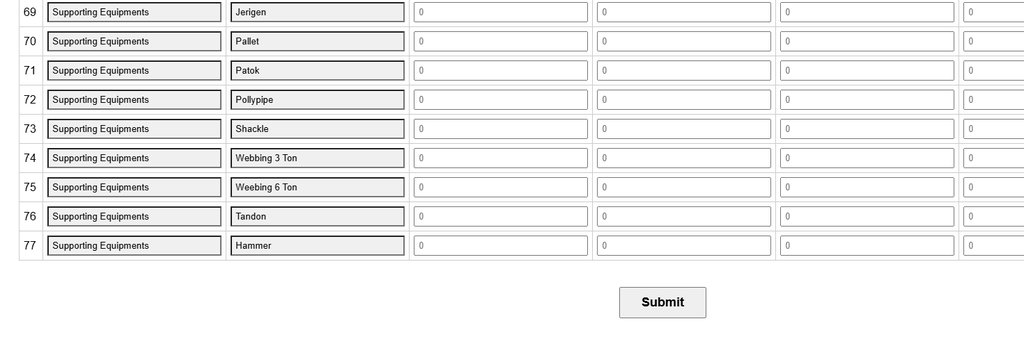 69 Supporting Equipments Jerigen 0 0 0 0
70 Supporting Equipments Pallet 0 0 0 0
71 Supporting Equipments Patok 0 0 0 0
72 Supporting Equipments Pollypipe 0 0 0 0
73 Supporting Equipments Shackle 0 0 0 0
74 Supporting Equipments Webbing 3 Ton 0 0 0 0
75 Supporting Equipments Weebing 6 Ton 0 0 0 0
76 Supporting Equipments Tandon 0 0 0 0
77 Supporting Equipments Hammer 0 0 0 0
Submit